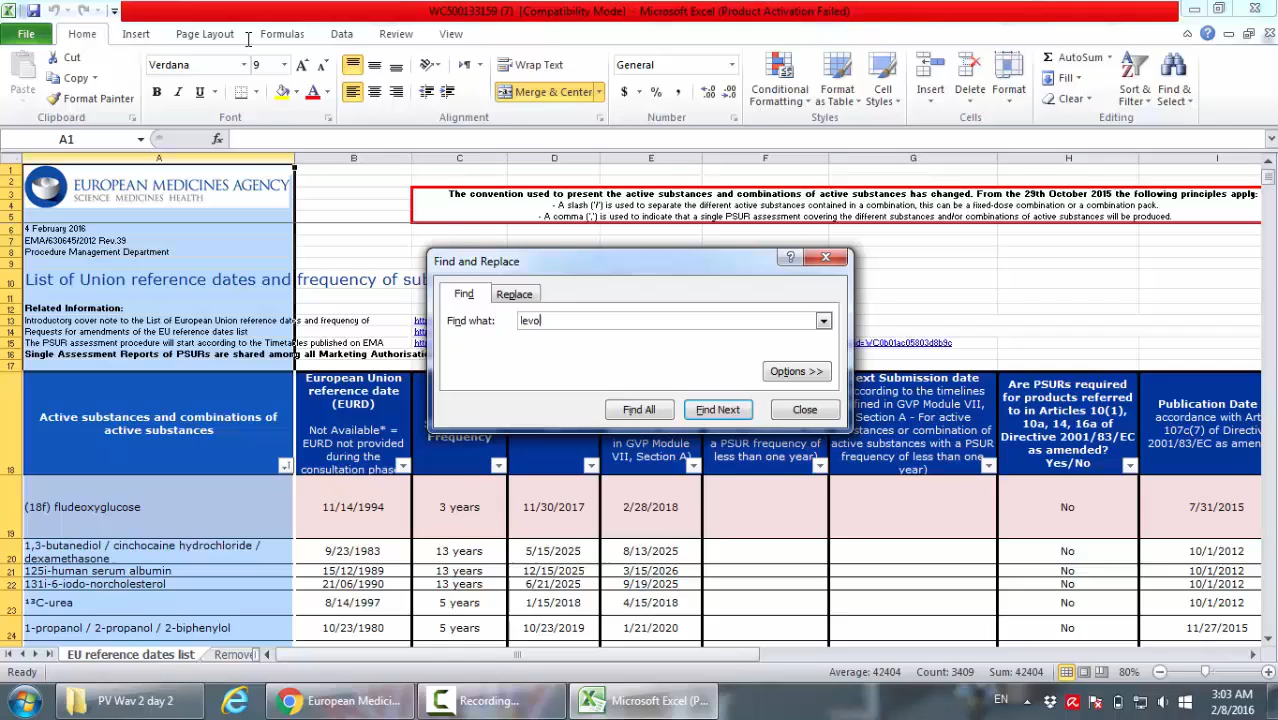 WC500133159 (7)  [Compatibility Mode] - Microsoft Excel (Product Activation Failed)
File Home Insert Page Layout Formulas Data Review View
Paste
Cut
Copy
Format Painter
Clipboard
Verdana 9
B I U A
Font
Wrap Text
Merge & Center
Alignment
General
$ % ,
Number
Conditional Formatting
Format as Table
Cell Styles
Styles
Insert Delete Format
Cells
AutoSum
Fill
Clear
Sort & Filter
Find & Select
Editing
A1 fx
A B C D E F G H I
EUROPEAN MEDICINES AGENCY
SCIENCE MEDICINES HEALTH
The convention used to present the active substances and combinations of active substances has changed. From the 29th October 2015 the following principles apply:
- A slash ('/') is used to separate the different active substances contained in a combination, this can be a fixed-dose combination or a combination pack.
- A comma (',') is used to indicate that a single PSUR assessment covering the different substances and/or combinations of active substances will be produced.
4 February 2016
EMA/630645/2012 Rev.39
Procedure Management Department
List of Union reference dates and frequency of su
Related Information:
Introductory cover note to the List of European Union reference dates and frequency of
Requests for amendments of the EU reference dates list
The PSUR assessment procedure will start according to the Timetables published on EMA
id=WC0b01ac05803d8b9c
Single Assessment Reports of PSURs are shared among all Marketing Authorisatio
Find and Replace
Find Replace
Find what: levo
Options >>
Find All Find Next Close
Active substances and combinations of active substances
European Union reference date (EURD)
Not Available* = EURD not provided during the consultation phase
Frequency
in GVP Module VII, Section A)
a PSUR frequency of less than one year)
ext Submission date
according to the timelines
efined in GVP Module VII,
Section A - For active
substances or combination of
active substances with a PSUR
frequency of less than one
year)
Are PSURs required for products referred to in Articles 10(1), 10a, 14, 16a of Directive 2001/83/EC as amended? Yes/No
Publication Date
accordance with Art
107c(7) of Directiv
2001/83/EC as amen
18
19 (18f) fludeoxyglucose 11/14/1994 3 years 11/30/2017 2/28/2018 No 7/31/2015
20 1,3-butanediol / cinchocaine hydrochloride / dexamethasone 9/23/1983 13 years 5/15/2025 8/13/2025 No 10/1/2012
21 125i-human serum albumin 15/12/1989 13 years 12/15/2025 3/15/2026 No 10/1/2012
22 131i-6-iodo-norcholesterol 21/06/1990 13 years 6/21/2025 9/19/2025 No 10/1/2012
23 ¹³C-urea 8/14/1997 5 years 1/15/2018 4/15/2018 No 10/1/2012
24 1-propanol / 2-propanol / 2-biphenylol 10/23/1980 5 years 10/23/2019 1/21/2020 No 11/27/2015
EU reference dates list Remove
Ready Average: 42404 Count: 3409 Sum: 42404 80%
PV Wav 2 day 2
European Medici...
Recording...
Microsoft Excel (P...
EN
3:03 AM
2/8/2016